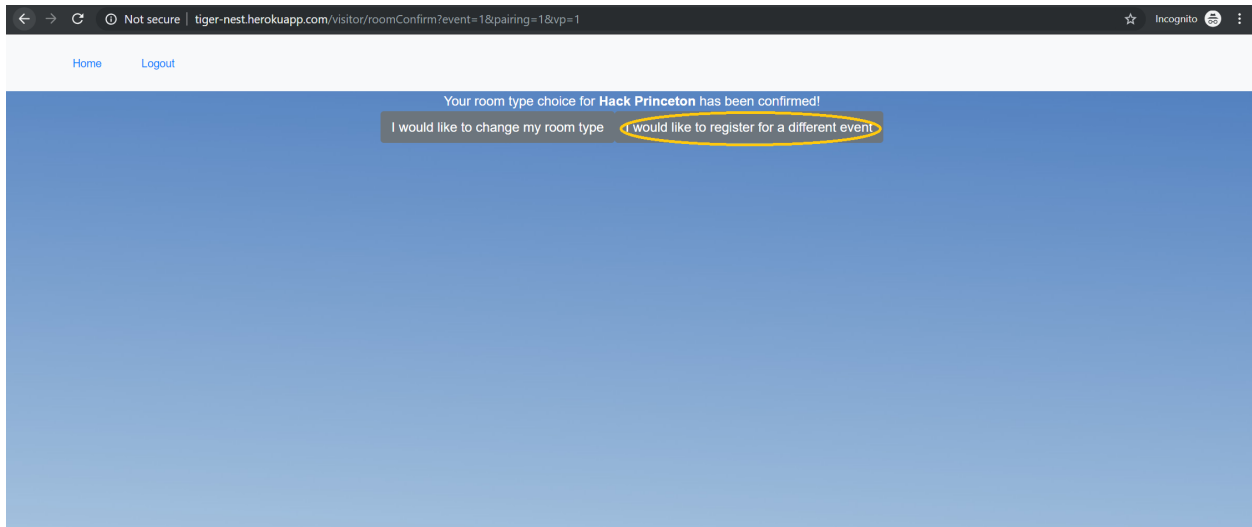 Not secure | tiger-nest.herokuapp.com/visitor/roomConfirm?event=1&pairing=1&vp=1 Incognito
Home Logout
Your room type choice for Hack Princeton has been confirmed!
I would like to change my room type I would like to register for a different event